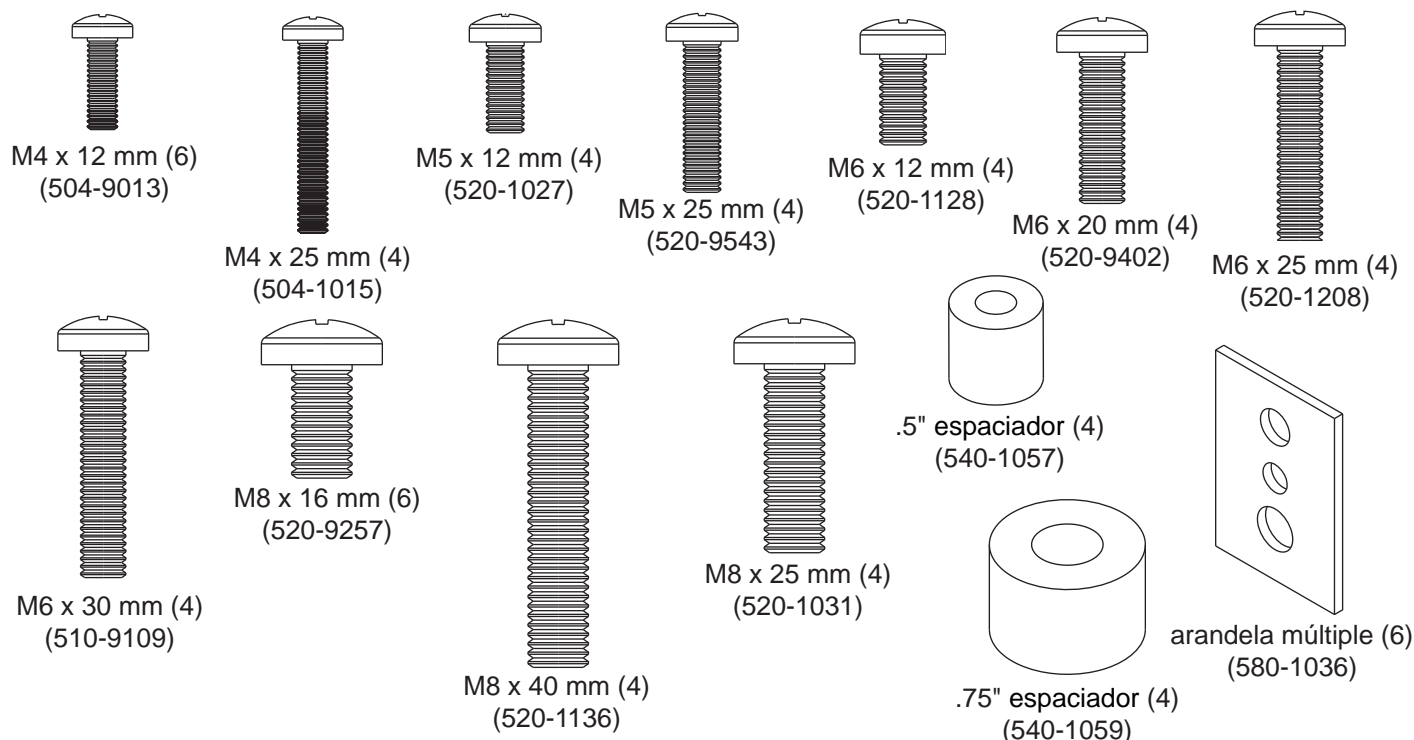 M4 x 12 mm (6)
(504-9013)
M4 x 25 mm (4)
(504-1015)
M5 x 12 mm (4)
(520-1027)
M5 x 25 mm (4)
(520-9543)
M6 x 12 mm (4)
(520-1128)
M6 x 20 mm (4)
(520-9402)
M6 x 25 mm (4)
(520-1208)
M6 x 30 mm (4)
(510-9109)
M8 x 16 mm (6)
(520-9257)
M8 x 40 mm (4)
(520-1136)
M8 x 25 mm (4)
(520-1031)
.5" espaciador (4)
(540-1057)
.75" espaciador (4)
(540-1059)
arandela múltiple (6)
(580-1036)